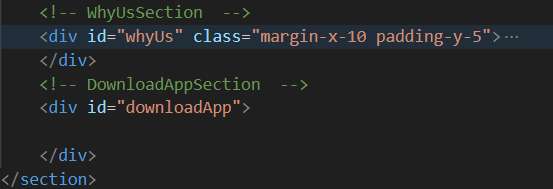 <!-- WhyUsSection  -->
<div id="whyUs" class="margin-x-10 padding-y-5">…
</div>
<!-- DownloadAppSection  -->
<div id="downloadApp">
</div>
</section>